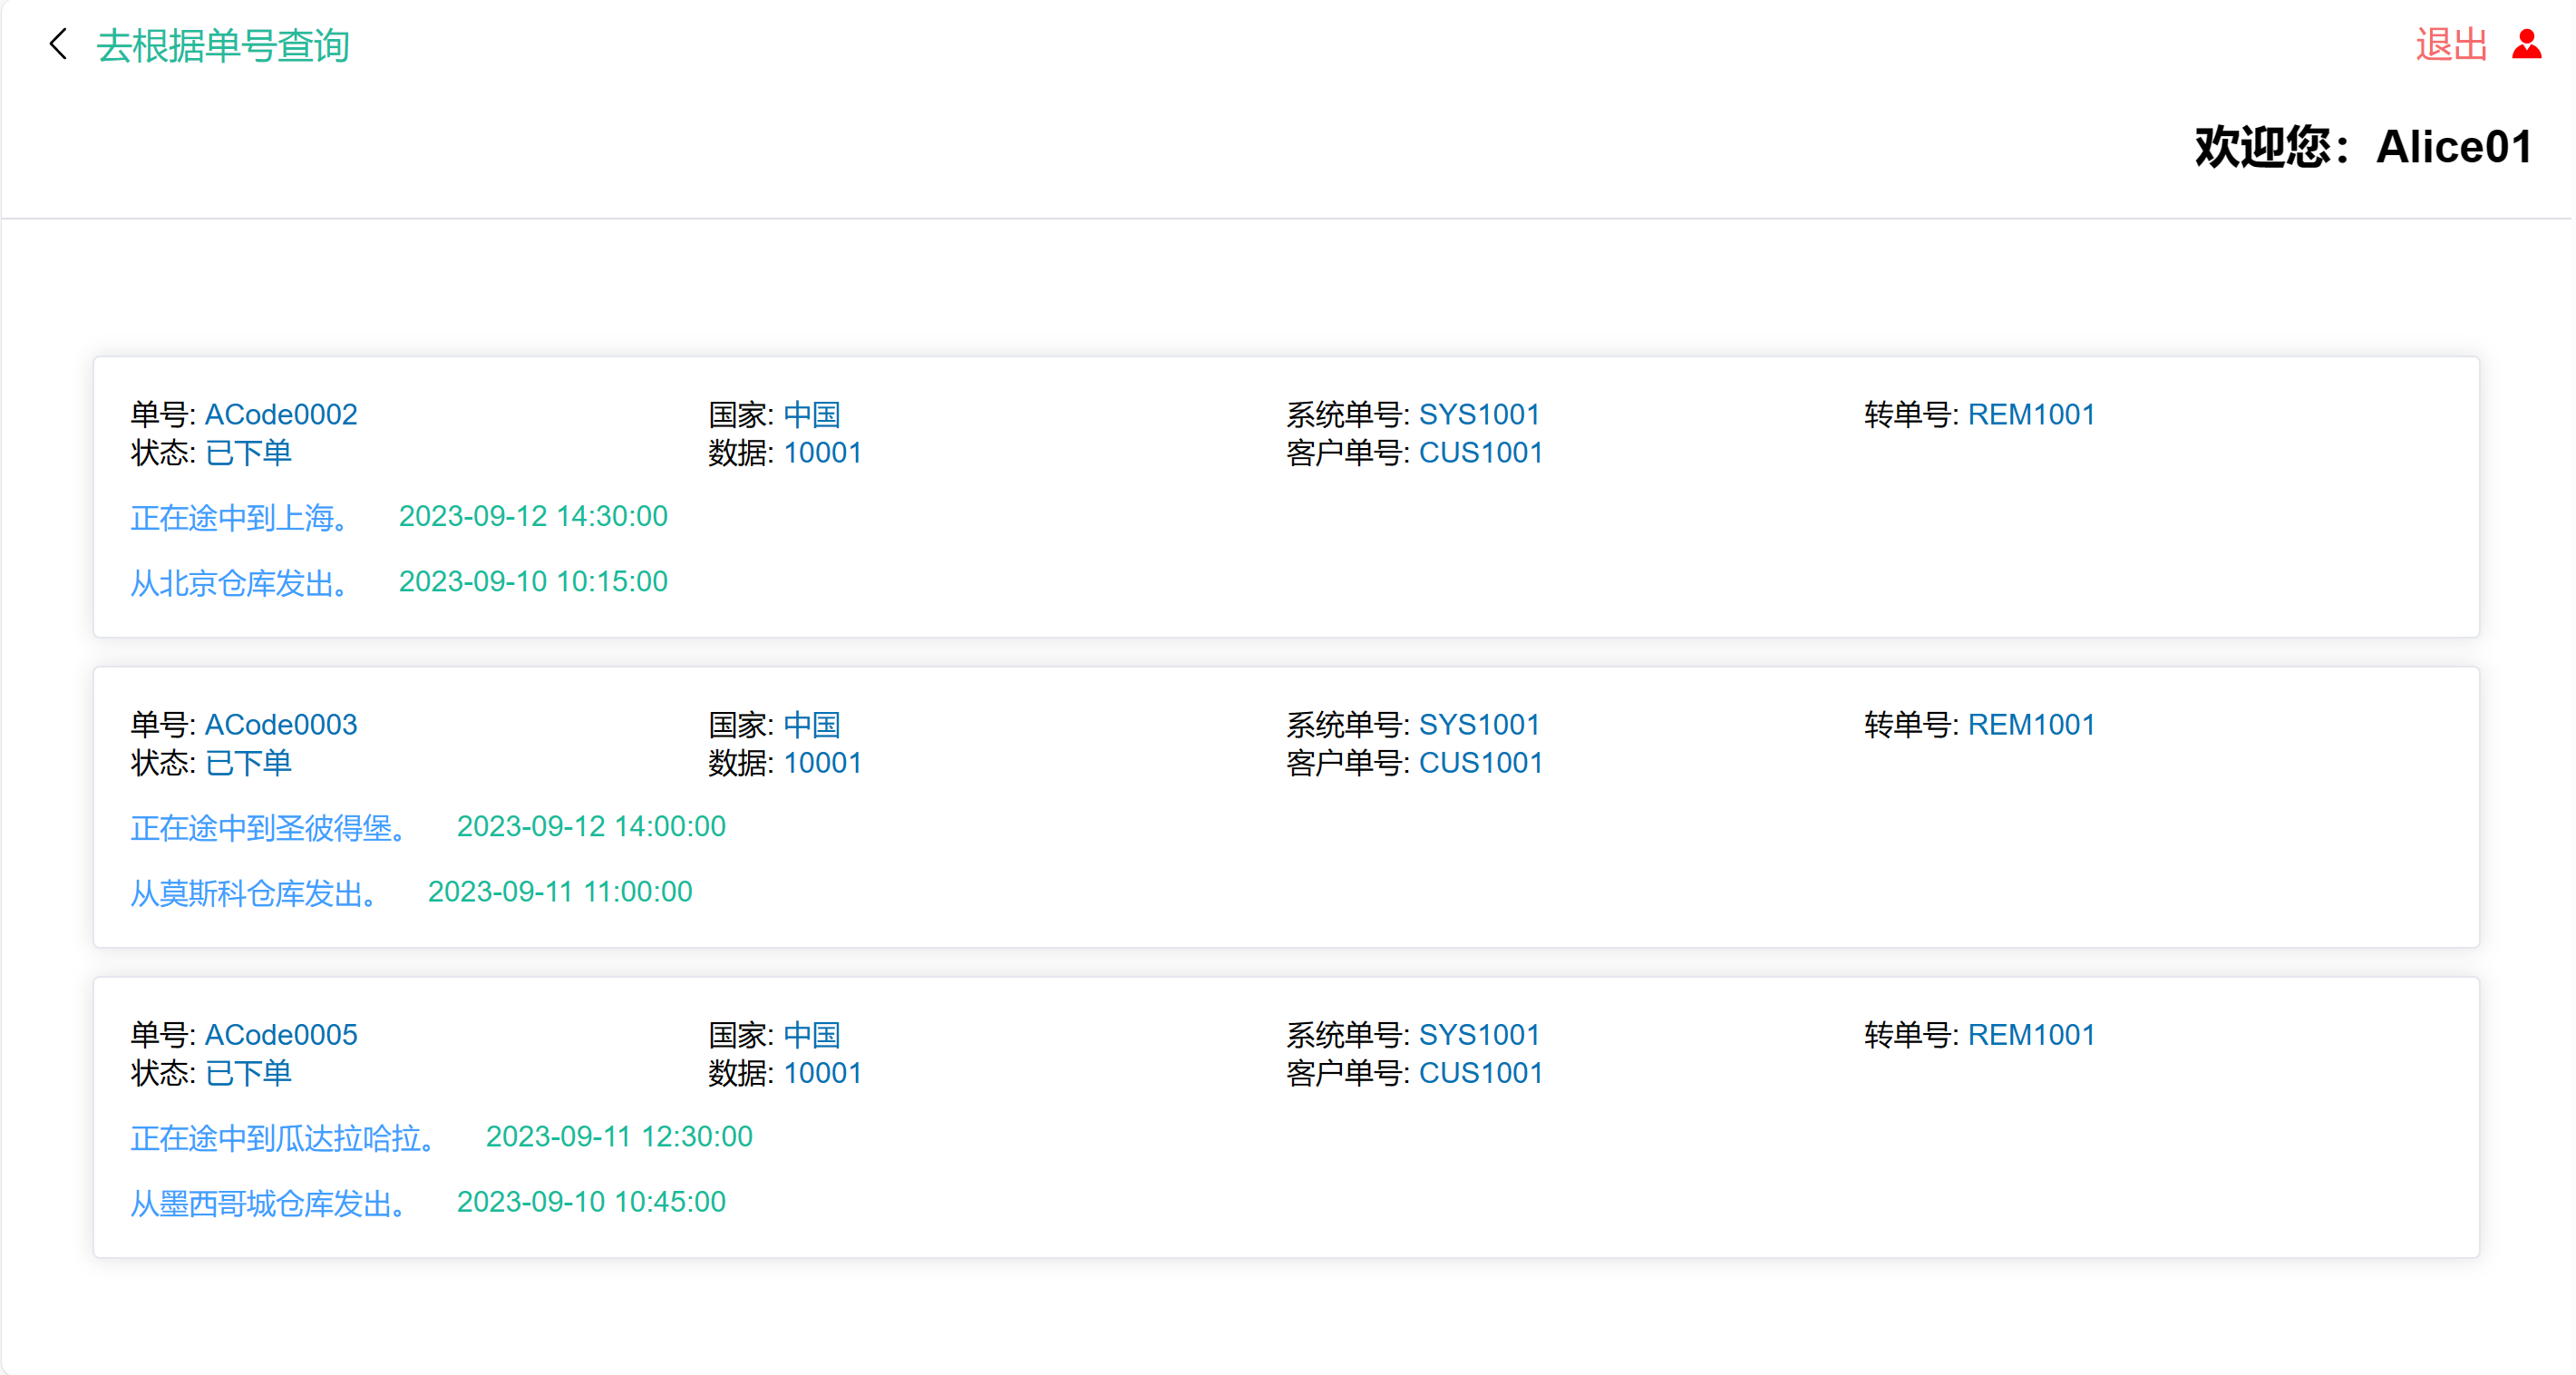 去根据单号查询
退出
欢迎您：Alice01
单号: ACode0002 国家: 中国 系统单号: SYS1001 转单号: REM1001
状态: 已下单 数据: 10001 客户单号: CUS1001
正在途中到上海。 2023-09-12 14:30:00
从北京仓库发出。 2023-09-10 10:15:00
单号: ACode0003 国家: 中国 系统单号: SYS1001 转单号: REM1001
状态: 已下单 数据: 10001 客户单号: CUS1001
正在途中到圣彼得堡。 2023-09-12 14:00:00
从莫斯科仓库发出。 2023-09-11 11:00:00
单号: ACode0005 国家: 中国 系统单号: SYS1001 转单号: REM1001
状态: 已下单 数据: 10001 客户单号: CUS1001
正在途中到瓜达拉哈拉。 2023-09-11 12:30:00
从墨西哥城仓库发出。 2023-09-10 10:45:00